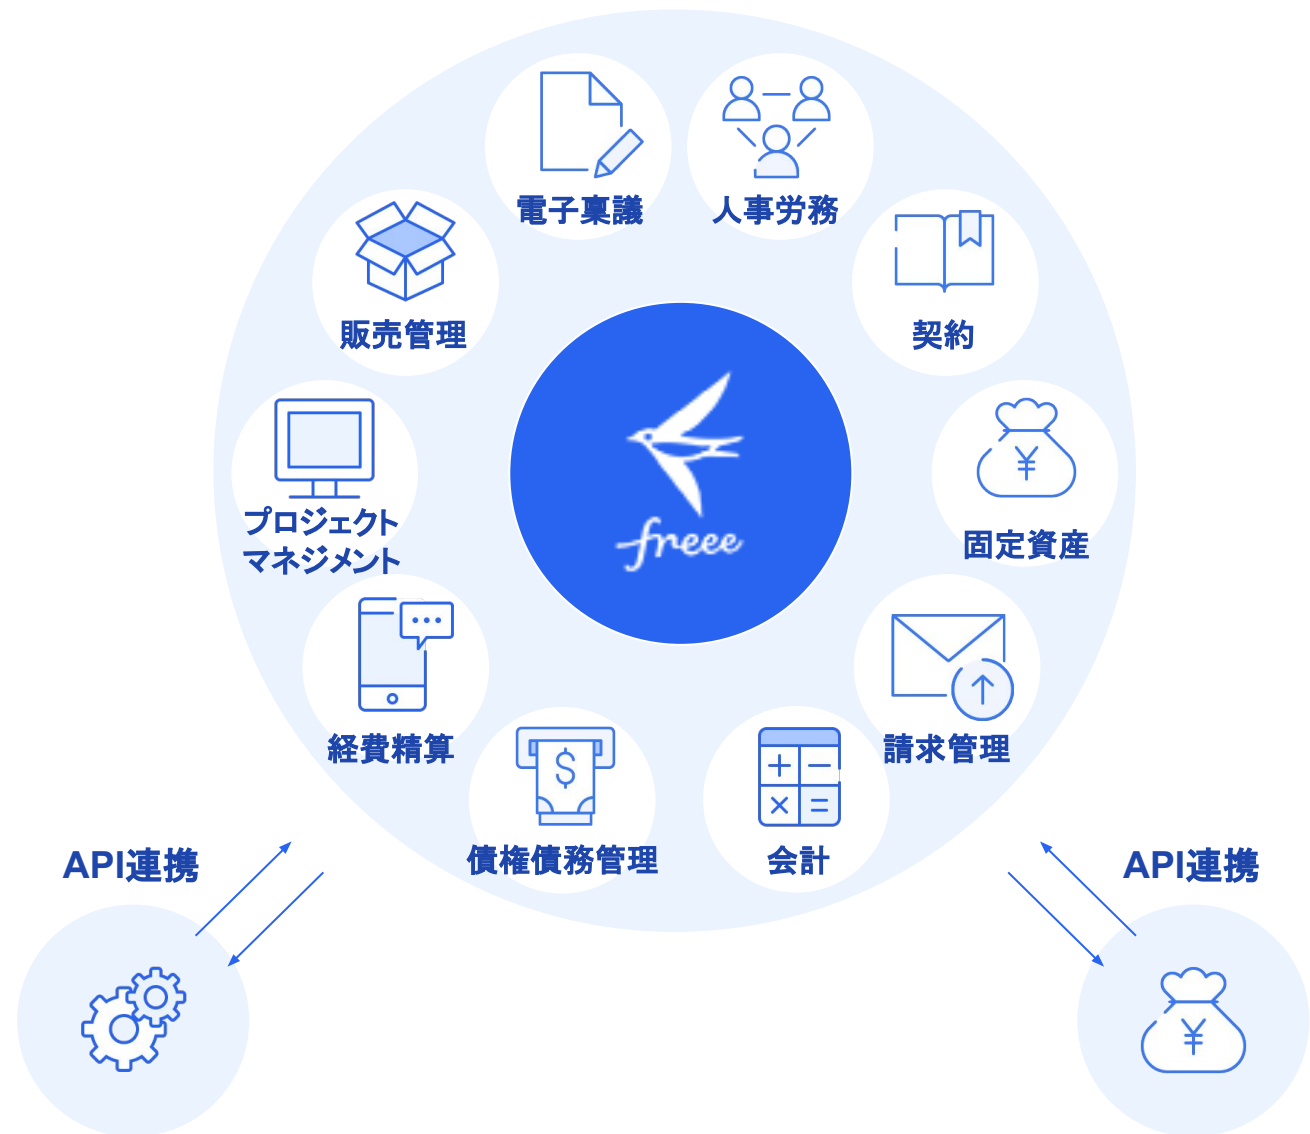 電子稟議
人事労務
販売管理
契約
freee
プロジェクト
マネジメント
固定資産
経費精算
請求管理
債権債務管理
会計
API連携
API連携